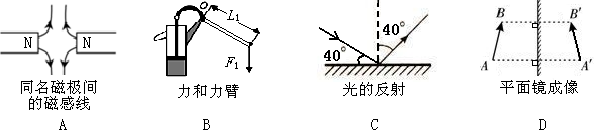 N N
同名磁极间
的磁感线
A
O L₁
F₁
力和力臂
B
40° 40°
光的反射
C
B B′
A A′
平面镜成像
D